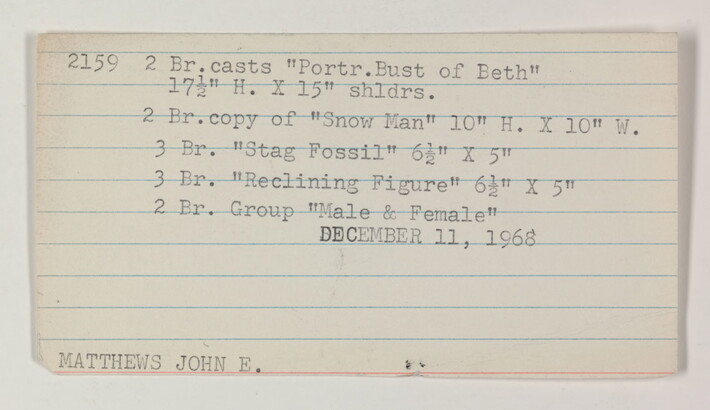 2159 2 Br.casts "Portr.Bust of Beth"
17½" H. X 15" shldrs.
2 Br.copy of "Snow Man" 10" H. X 10" W.
3 Br. "Stag Fossil" 6½" X 5"
3 Br. "Reclining Figure" 6½" X 5"
2 Br. Group "Male & Female"
DECEMBER 11, 1968
MATTHEWS JOHN E.